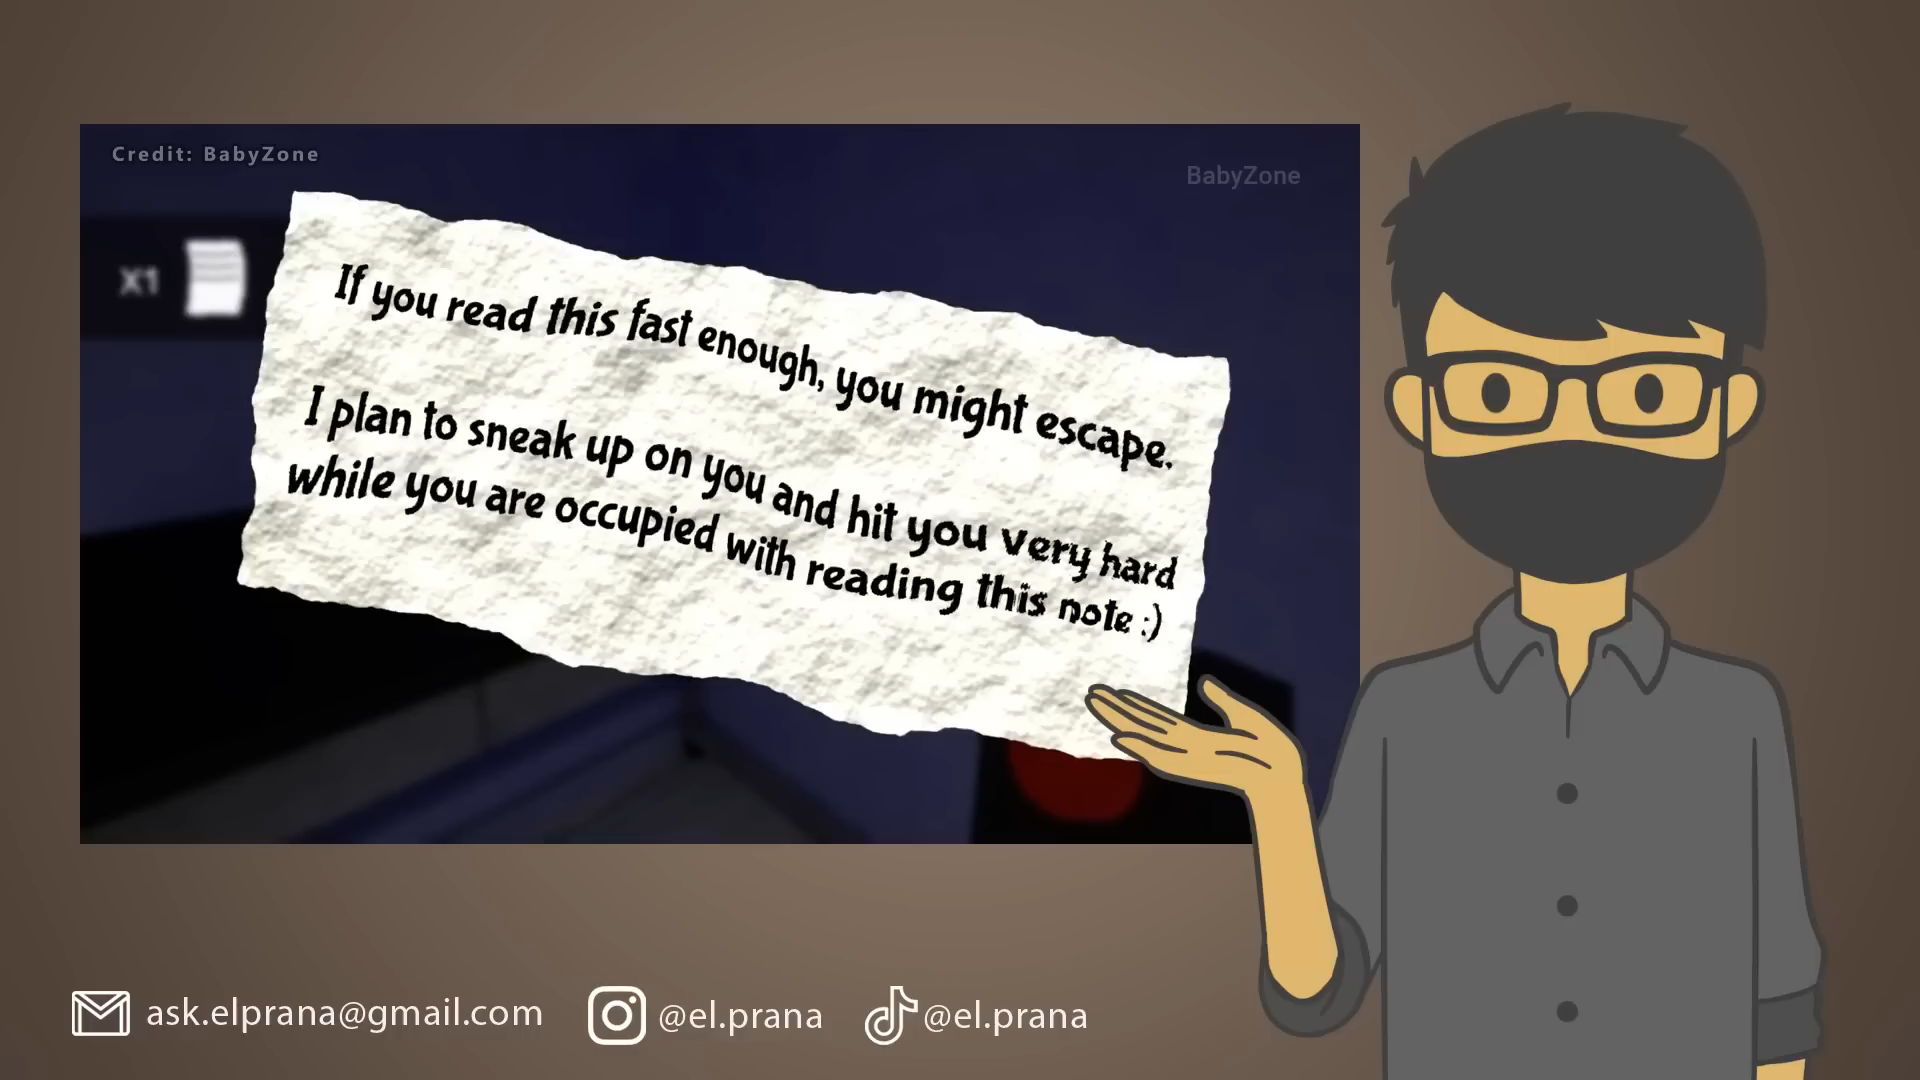 Credit: BabyZone
BabyZone
X1
If you read this fast enough, you might escape.
I plan to sneak up on you and hit you very hard
while you are occupied with reading this note :)
ask.elprana@gmail.com
@el.prana
@el.prana